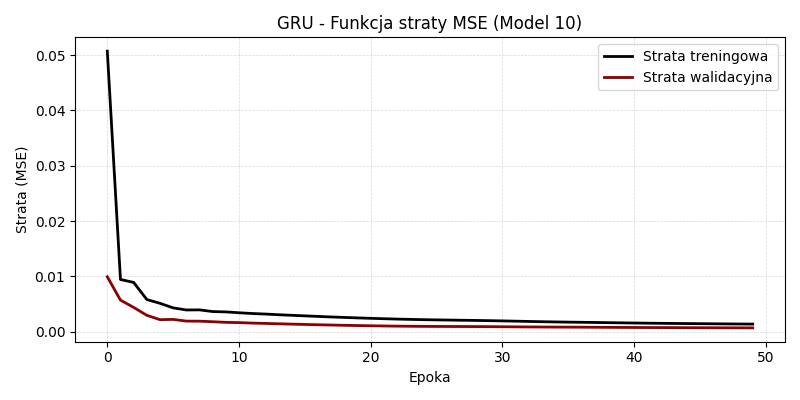 GRU - Funkcja straty MSE (Model 10)
Strata treningowa
Strata walidacyjna
Strata (MSE)
0.05
0.04
0.03
0.02
0.01
0.00
0 10 20 30 40 50
Epoka